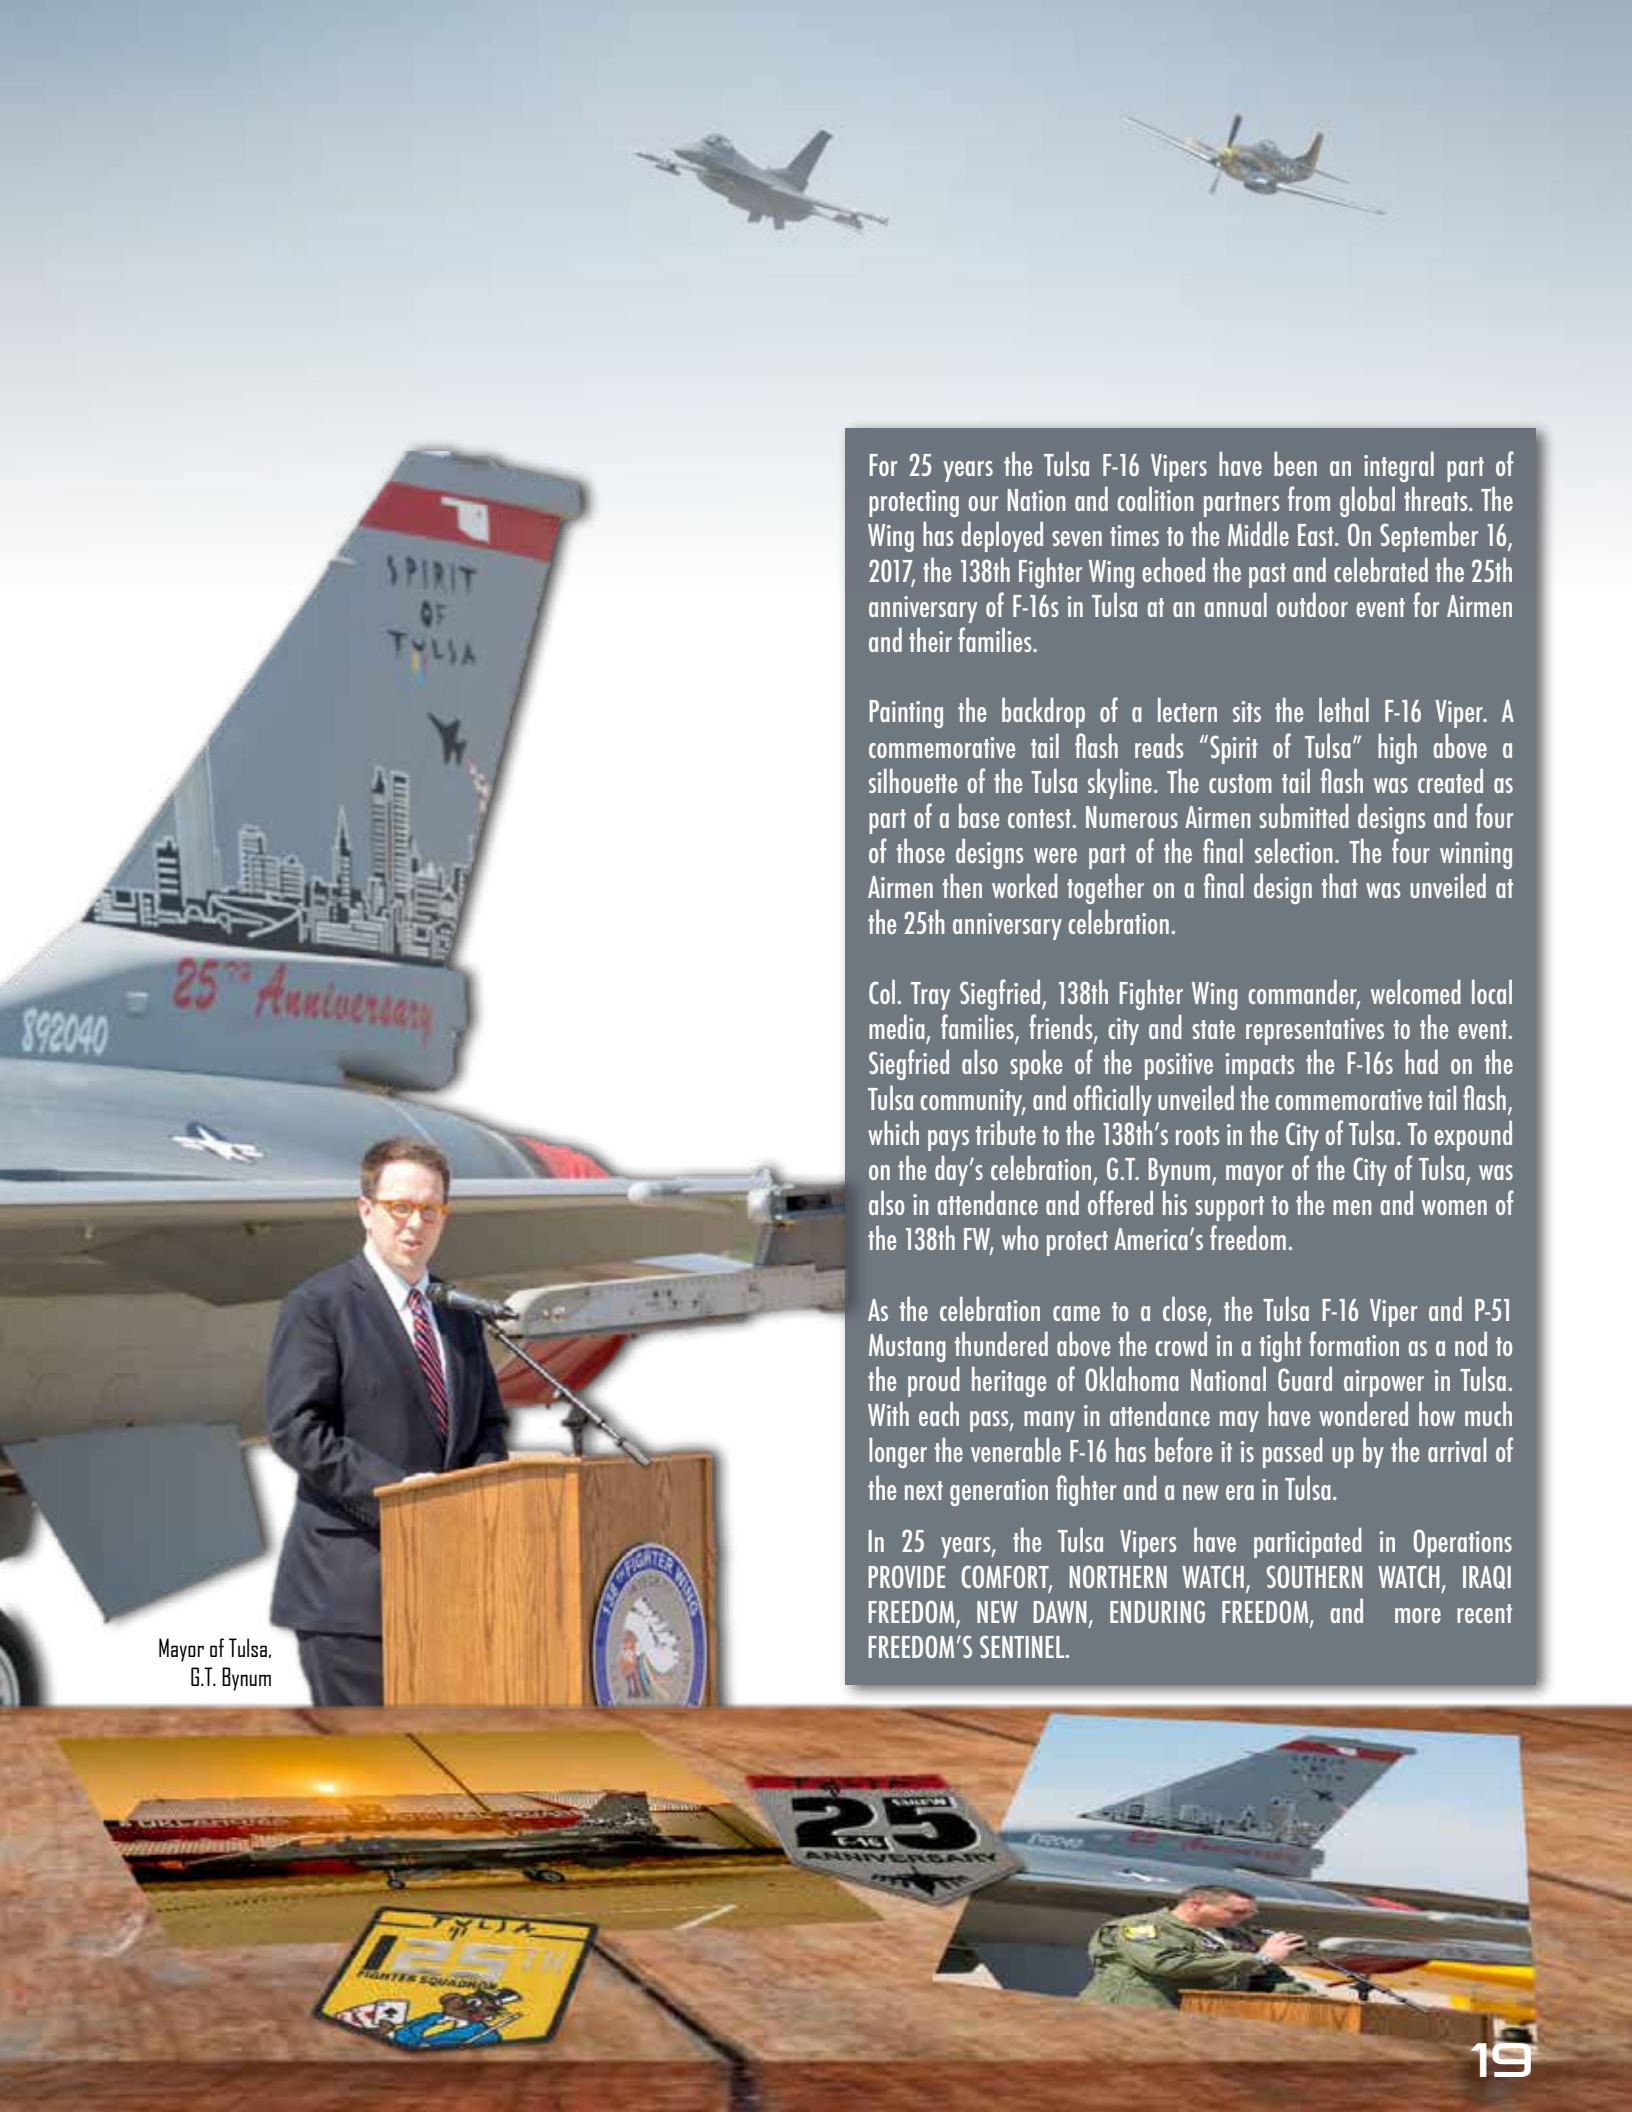 SPIRIT
OF
TULSA
25TH Anniversary
892040
For 25 years the Tulsa F-16 Vipers have been an integral part of
protecting our Nation and coalition partners from global threats. The
Wing has deployed seven times to the Middle East. On September 16,
2017, the 138th Fighter Wing echoed the past and celebrated the 25th
anniversary of F-16s in Tulsa at an annual outdoor event for Airmen
and their families.
Painting the backdrop of a lectern sits the lethal F-16 Viper. A
commemorative tail flash reads “Spirit of Tulsa” high above a
silhouette of the Tulsa skyline. The custom tail flash was created as
part of a base contest. Numerous Airmen submitted designs and four
of those designs were part of the final selection. The four winning
Airmen then worked together on a final design that was unveiled at
the 25th anniversary celebration.
Col. Tray Siegfried, 138th Fighter Wing commander, welcomed local
media, families, friends, city and state representatives to the event.
Siegfried also spoke of the positive impacts the F-16s had on the
Tulsa community, and officially unveiled the commemorative tail flash,
which pays tribute to the 138th’s roots in the City of Tulsa. To expound
on the day’s celebration, G.T. Bynum, mayor of the City of Tulsa, was
also in attendance and offered his support to the men and women of
the 138th FW, who protect America’s freedom.
As the celebration came to a close, the Tulsa F-16 Viper and P-51
Mustang thundered above the crowd in a tight formation as a nod to
the proud heritage of Oklahoma National Guard airpower in Tulsa.
With each pass, many in attendance may have wondered how much
longer the venerable F-16 has before it is passed up by the arrival of
the next generation fighter and a new era in Tulsa.
In 25 years, the Tulsa Vipers have participated in Operations
PROVIDE COMFORT, NORTHERN WATCH, SOUTHERN WATCH, IRAQI
FREEDOM, NEW DAWN, ENDURING FREEDOM, and more recent
FREEDOM’S SENTINEL.
138TH FIGHTER WING
Mayor of Tulsa,
G.T. Bynum
TULSA
25
F-16
ANNIVERSARY
SPIRIT
OF
TULSA
892040
25TH Anniversary
TULSA
125TH
FIGHTER SQUADRON
19